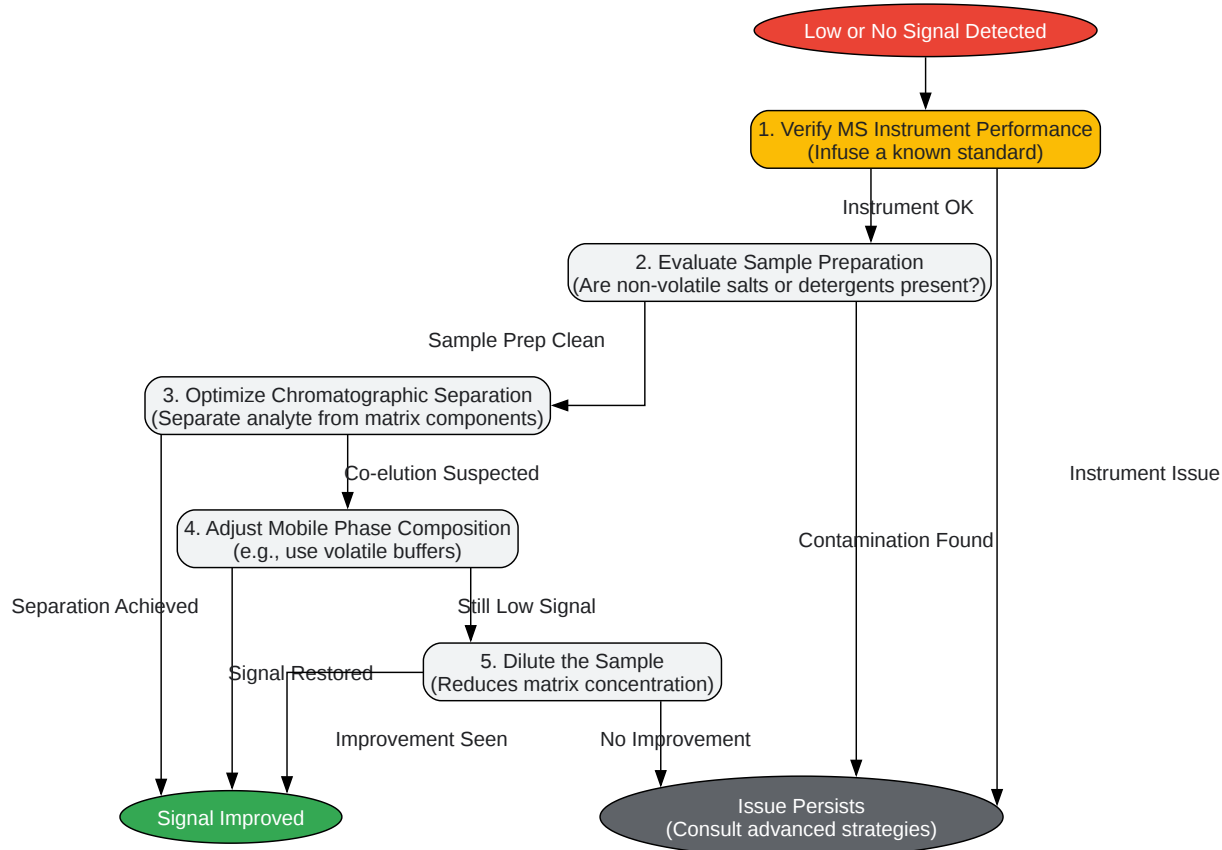 Low or No Signal Detected
1. Verify MS Instrument Performance
(Infuse a known standard)
Instrument OK
2. Evaluate Sample Preparation
(Are non-volatile salts or detergents present?)
Sample Prep Clean
3. Optimize Chromatographic Separation
(Separate analyte from matrix components)
Co-elution Suspected
Instrument Issue
4. Adjust Mobile Phase Composition
(e.g., use volatile buffers)
Contamination Found
Separation Achieved
Still Low Signal
5. Dilute the Sample
(Reduces matrix concentration)
Signal Restored
Improvement Seen
No Improvement
Signal Improved
Issue Persists
(Consult advanced strategies)